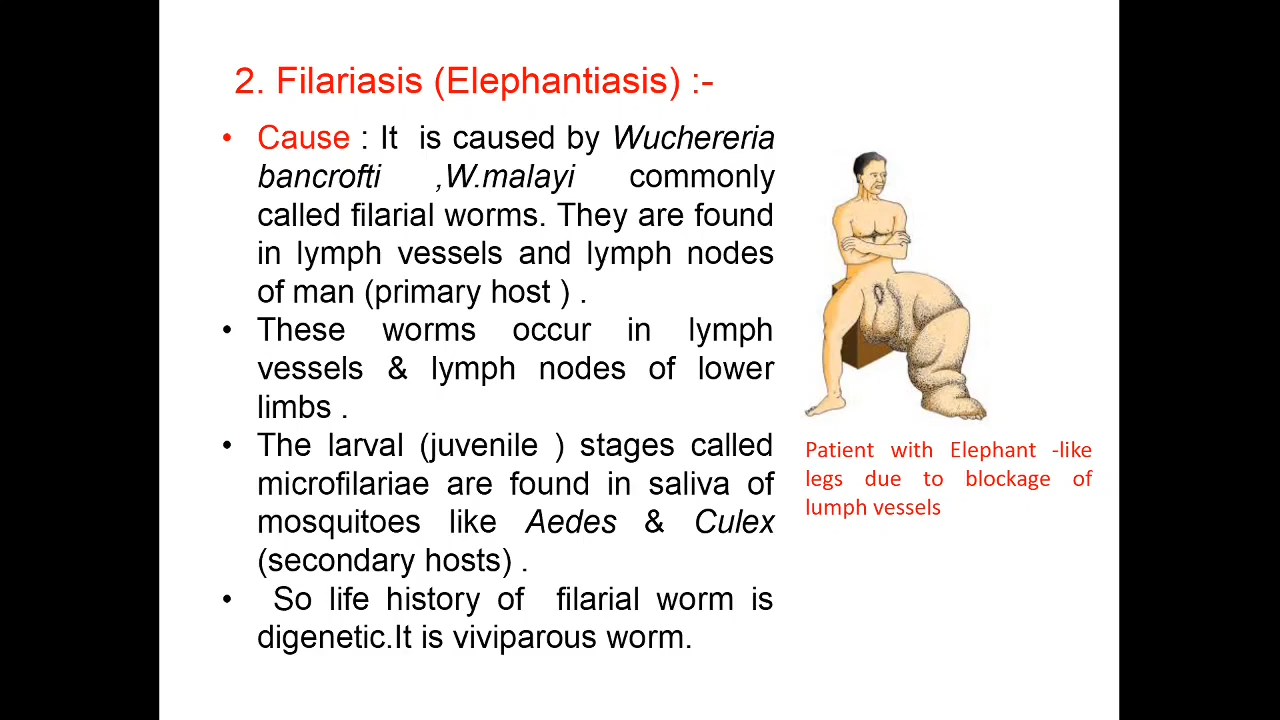 2. Filariasis (Elephantiasis) :-
• Cause : It is caused by Wuchereria
bancrofti ,W.malayi commonly
called filarial worms. They are found
in lymph vessels and lymph nodes
of man (primary host ) .
• These worms occur in lymph
vessels & lymph nodes of lower
limbs .
• The larval (juvenile ) stages called
microfilariae are found in saliva of
mosquitoes like Aedes & Culex
(secondary hosts) .
• So life history of filarial worm is
digenetic.It is viviparous worm.
Patient with Elephant -like
legs due to blockage of
lumph vessels